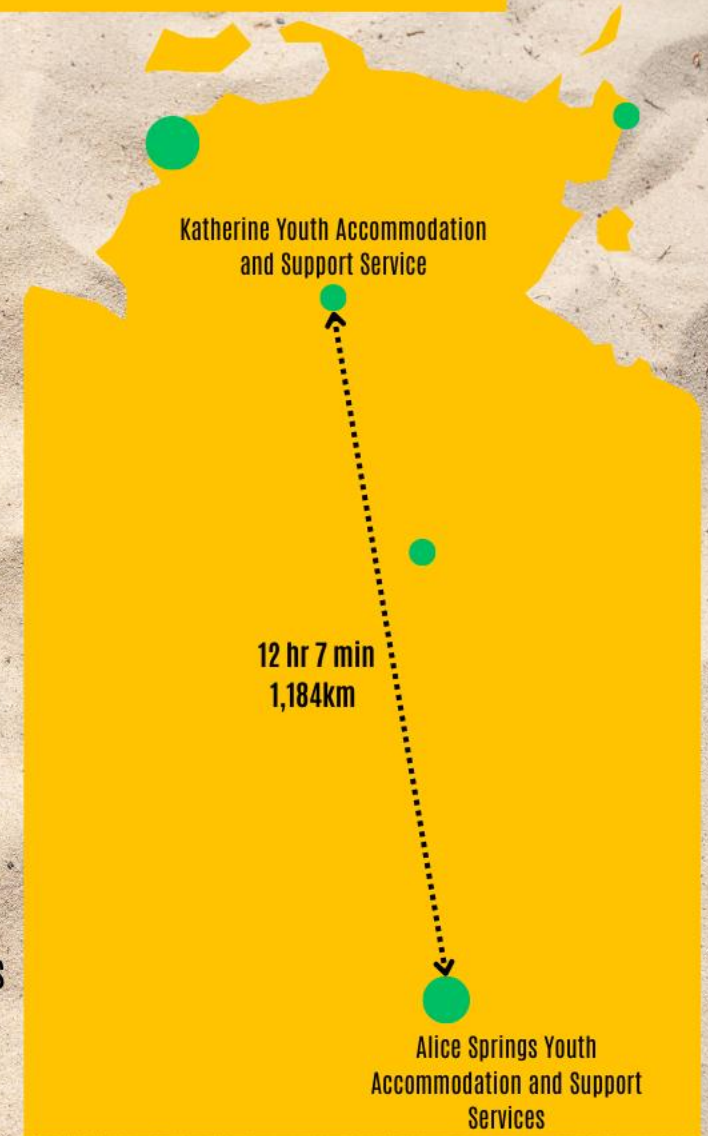 Katherine Youth Accommodation
and Support Service
12 hr 7 min
1,184km
Alice Springs Youth
Accommodation and Support
Services